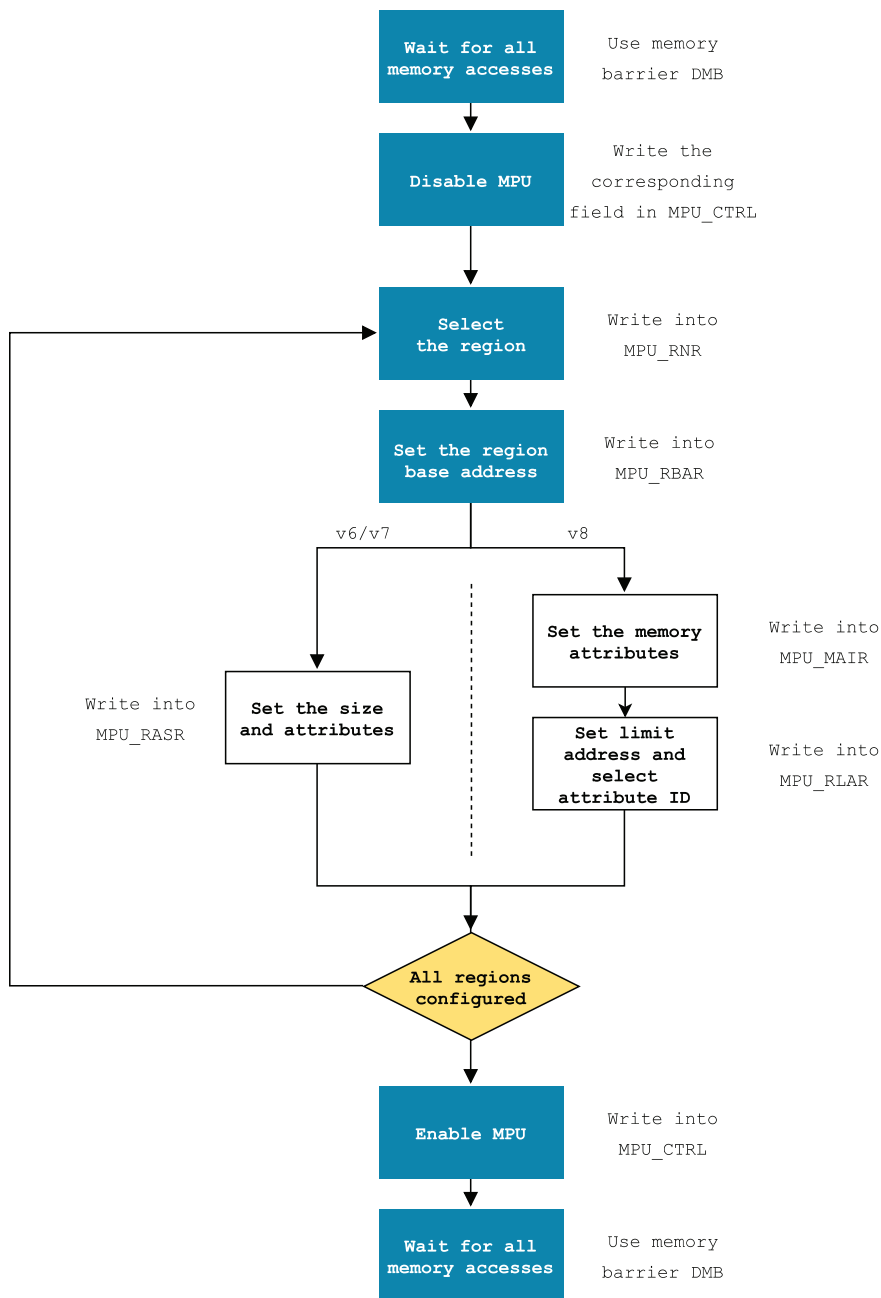 Wait for all
memory accesses
Use memory
barrier DMB
Disable MPU
Write the
corresponding
field in MPU_CTRL
Select
the region
Write into
MPU_RNR
Set the region
base address
Write into
MPU_RBAR
v6/v7
v8
Set the memory
attributes
Write into
MPU_MAIR
Write into
MPU_RASR
Set the size
and attributes
Set limit
address and
select
attribute ID
Write into
MPU_RLAR
All regions
configured
Enable MPU
Write into
MPU_CTRL
Wait for all
memory accesses
Use memory
barrier DMB